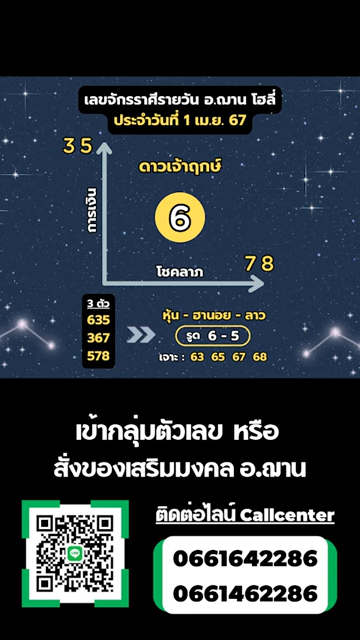 เลขจักรราศีรายวัน อ.ฌาน โฮลี่
ประจำวันที่ 1 เม.ย. 67
3 5
ดาวเจ้าฤกษ์
การเงิน
6
โชคลาภ
7 8
3 ตัว
635
367
578
หุ้น - ฮานอย - ลาว
รูด 6 - 5
เจาะ : 63 65 67 68
เข้ากลุ่มตัวเลข หรือ
สั่งของเสริมมงคล อ.ฌาน
ติดต่อไลน์ Callcenter
0661642286
0661462286